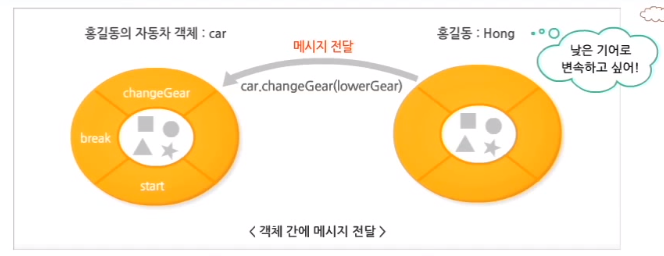 홍길동의 자동차 객체 : car
메시지 전달
홍길동 : Hong
낮은 기어로
변속하고 싶어!
car.changeGear(lowerGear)
changeGear
break
start
< 객체 간에 메시지 전달 >